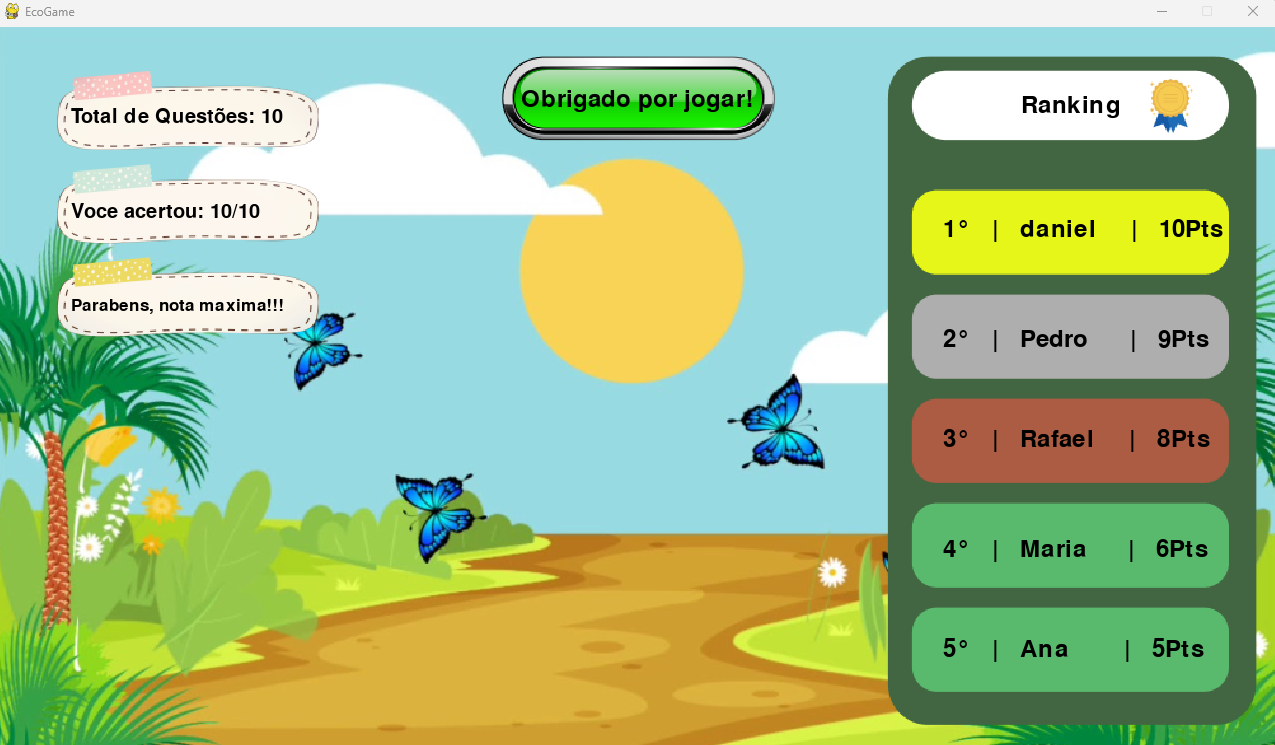 EcoGame
Total de Questões: 10
Voce acertou: 10/10
Parabens, nota maxima!!!
Obrigado por jogar!
Ranking
1° | daniel | 10Pts
2° | Pedro | 9Pts
3° | Rafael | 8Pts
4° | Maria | 6Pts
5° | Ana | 5Pts